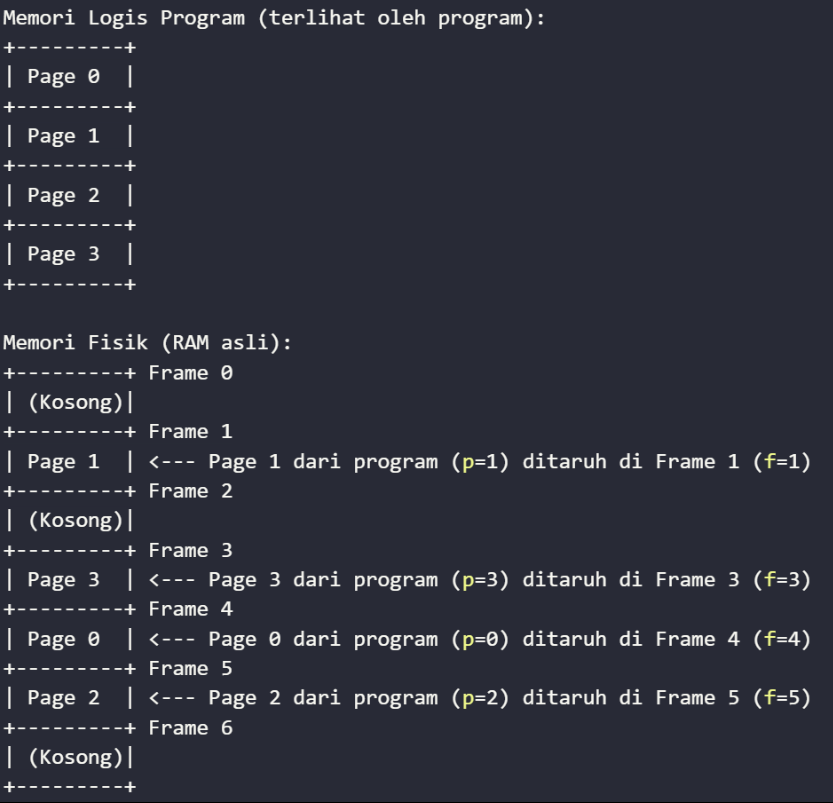 Memori Logis Program (terlihat oleh program):
+---------+
| Page 0  |
+---------+
| Page 1  |
+---------+
| Page 2  |
+---------+
| Page 3  |
+---------+

Memori Fisik (RAM asli):
+---------+ Frame 0
| (Kosong)|
+---------+ Frame 1
| Page 1  | <--- Page 1 dari program (p=1) ditaruh di Frame 1 (f=1)
+---------+ Frame 2
| (Kosong)|
+---------+ Frame 3
| Page 3  | <--- Page 3 dari program (p=3) ditaruh di Frame 3 (f=3)
+---------+ Frame 4
| Page 0  | <--- Page 0 dari program (p=0) ditaruh di Frame 4 (f=4)
+---------+ Frame 5
| Page 2  | <--- Page 2 dari program (p=2) ditaruh di Frame 5 (f=5)
+---------+ Frame 6
| (Kosong)|
+---------+